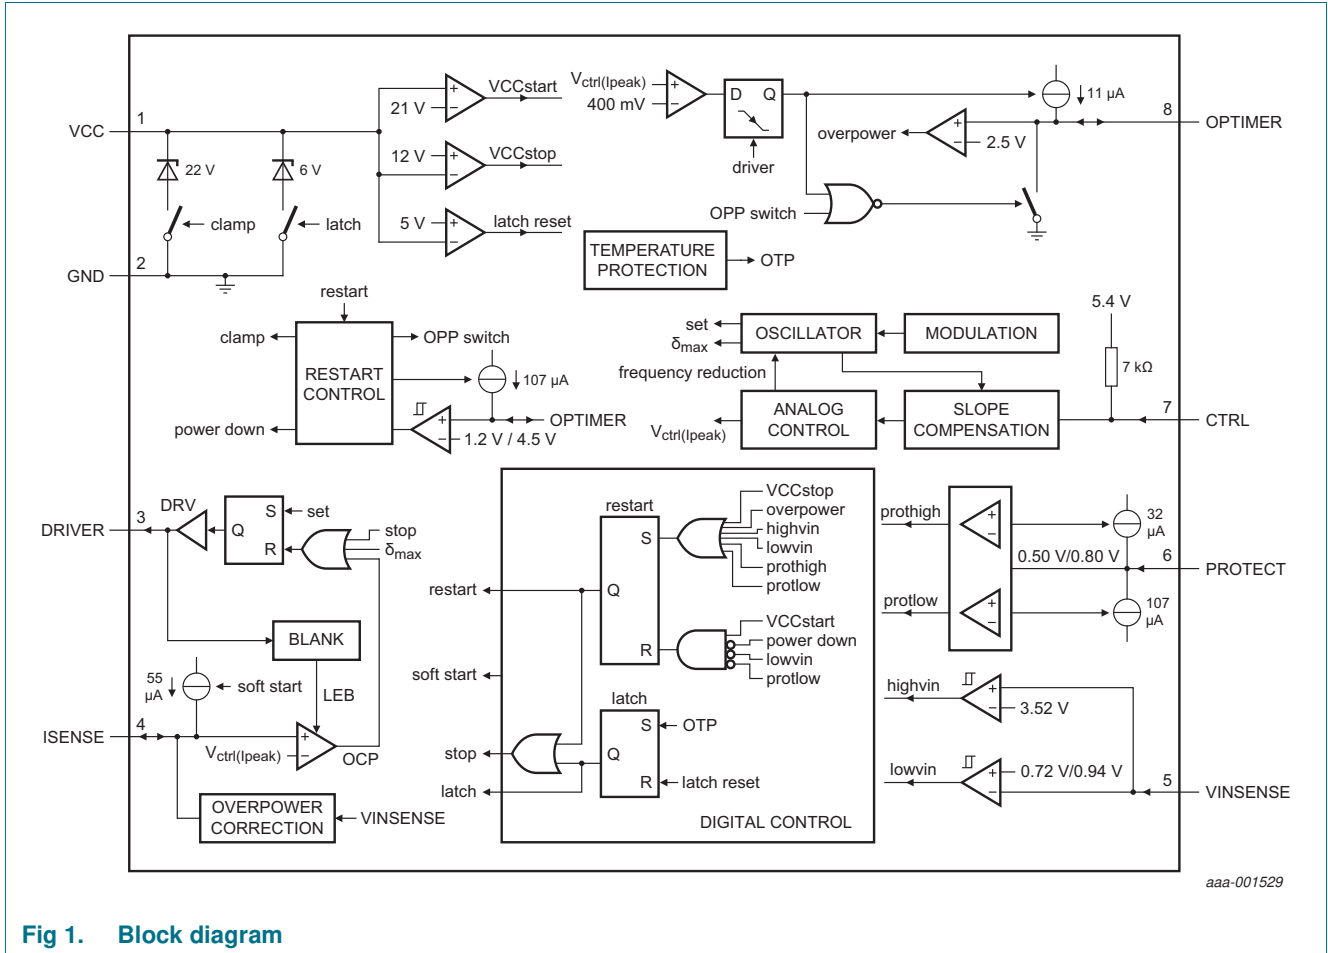 VCC
1
22 V
6 V
clamp
latch
GND
2
21 V
+
−
VCCstart
12 V
+
−
VCCstop
5 V
+
−
latch reset
Vctrl(Ipeak)
400 mV
+
−
D Q
driver
OPP switch
overpower
+
−
2.5 V
11 µA
8
OPTIMER
TEMPERATURE
PROTECTION
OTP
restart
clamp
RESTART
CONTROL
power down
OPP switch
107 µA
OPTIMER
+
−
1.2 V / 4.5 V
set
δmax
OSCILLATOR
MODULATION
frequency reduction
Vctrl(Ipeak)
ANALOG
CONTROL
SLOPE
COMPENSATION
5.4 V
7 kΩ
7
CTRL
DRIVER
3
DRV
Q
S
R
set
stop
δmax
BLANK
LEB
55
µA
soft start
ISENSE
4
Vctrl(Ipeak)
+
−
OCP
OVERPOWER
CORRECTION
VINSENSE
restart
S
Q
R
VCCstop
overpower
highvin
lowvin
prothigh
protlow
VCCstart
power down
lowvin
protlow
restart
soft start
stop
latch
latch
S
Q
R
OTP
latch reset
DIGITAL CONTROL
prothigh
+
−
protlow
+
−
0.50 V/0.80 V
32
µA
107
µA
6
PROTECT
highvin
+
−
3.52 V
lowvin
+
−
0.72 V/0.94 V
5
VINSENSE
aaa-001529
Fig 1. Block diagram